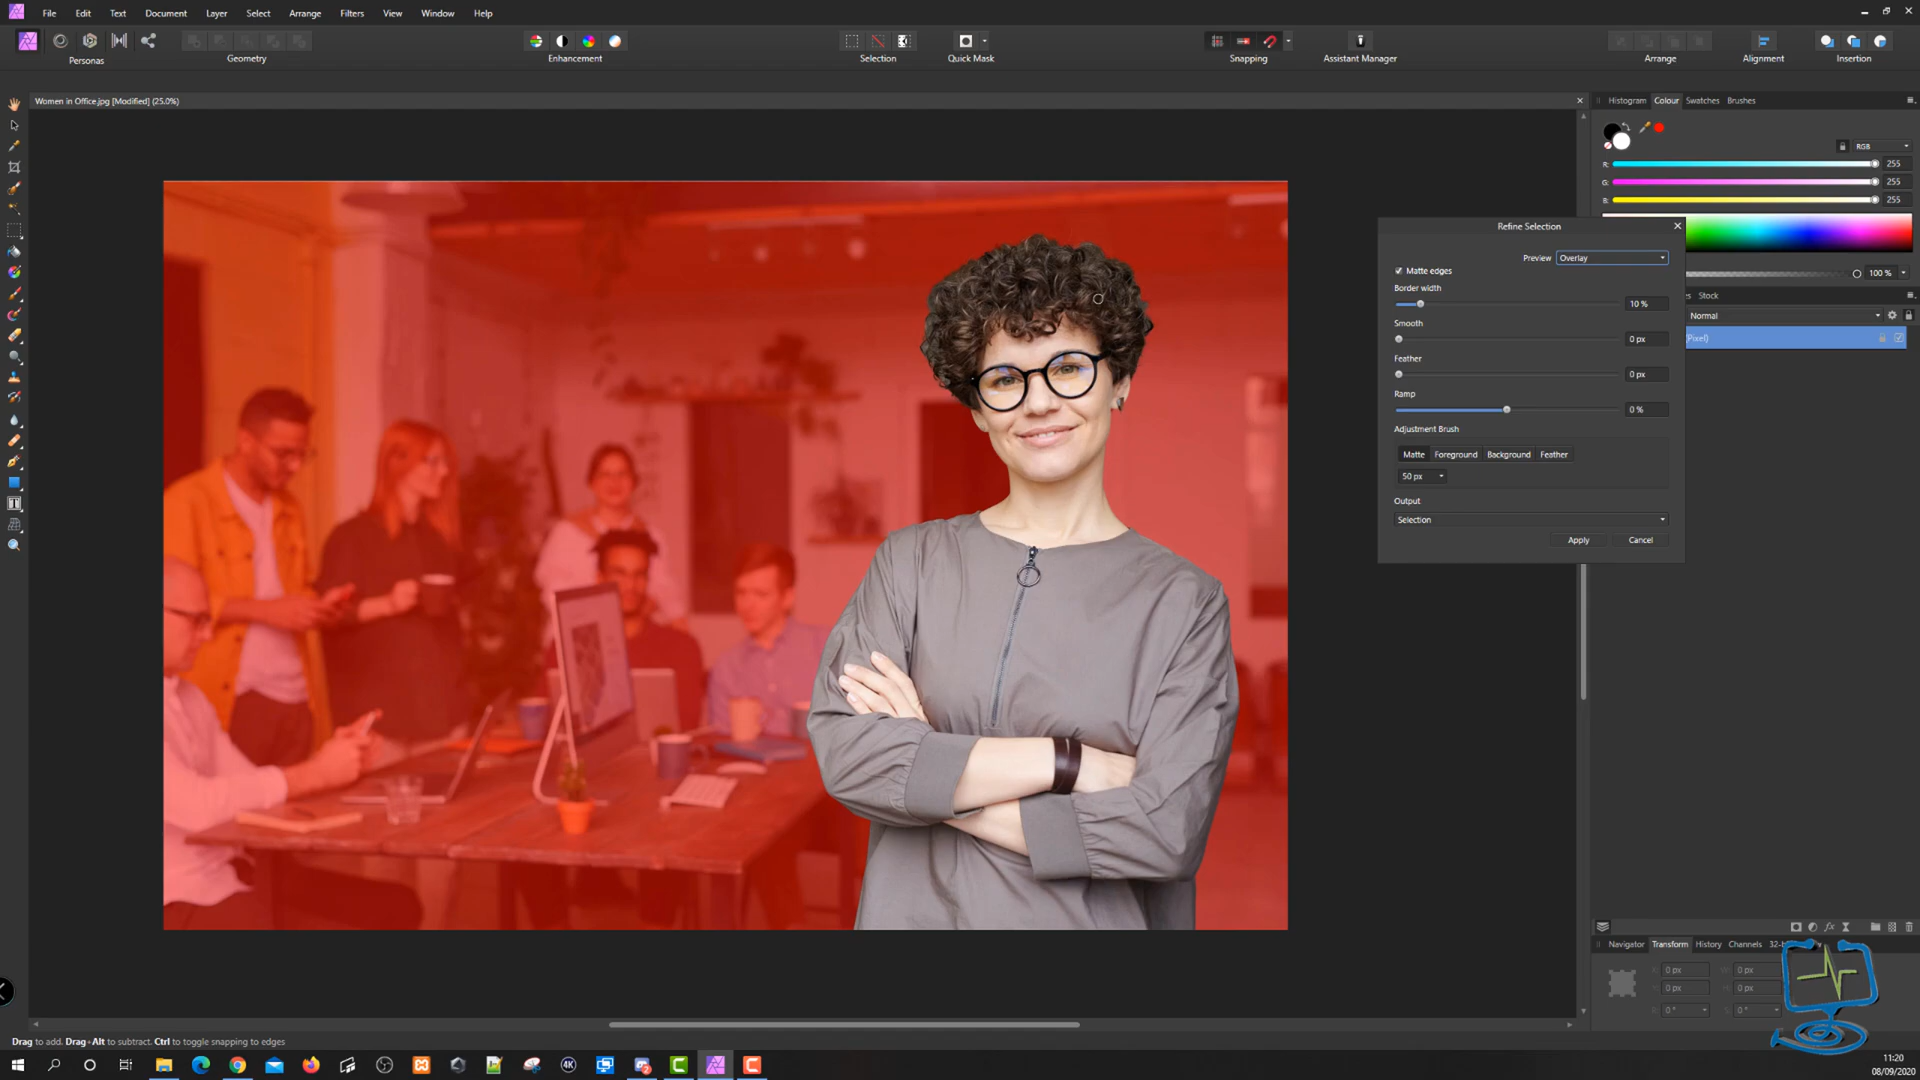 File Edit Text Document Layer Select Arrange Filters View Window Help
Personas Geometry Enhancement Selection Quick Mask Snapping Assistant Manager Arrange Alignment Insertion
Women in Office.jpg [Modified] (25.0%)
Histogram Colour Swatches Brushes
RGB
R: 255
G: 255
B: 255
100 %
Stock
Normal
(Pixel)
Refine Selection
Preview Overlay
Matte edges
Border width
10 %
Smooth
0 px
Feather
0 px
Ramp
0 %
Adjustment Brush
Matte Foreground Background Feather
50 px
Output
Selection
Apply Cancel
Navigator Transform History Channels
0 px 0 px
0 px 0 px
0 ° 0 °
Drag to add. Drag+Alt to subtract. Ctrl to toggle snapping to edges
4K
11:20
08/09/2020